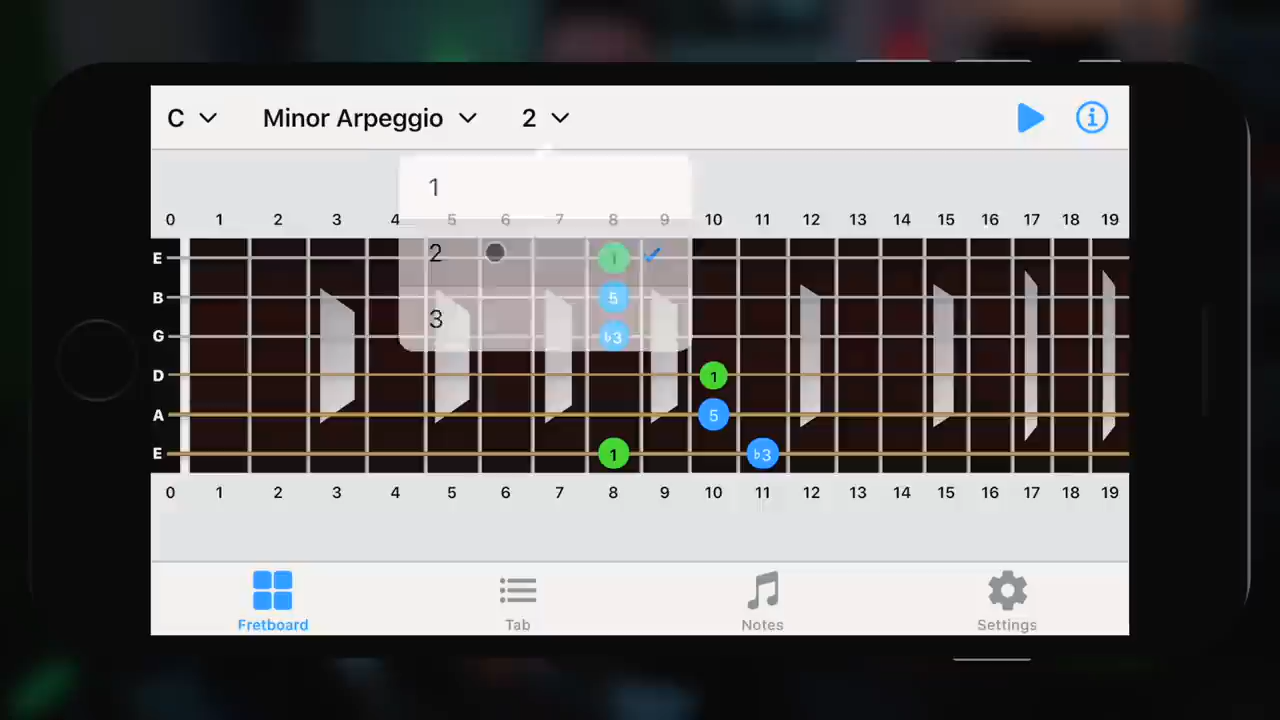 C Minor Arpeggio 2
1
0 1 2 3 4 5 6 7 8 9 10 11 12 13 14 15 16 17 18 19
E 2 1
B 5
G 3 ♭3
D 1
A 5
E 1 ♭3
0 1 2 3 4 5 6 7 8 9 10 11 12 13 14 15 16 17 18 19
Fretboard Tab Notes Settings